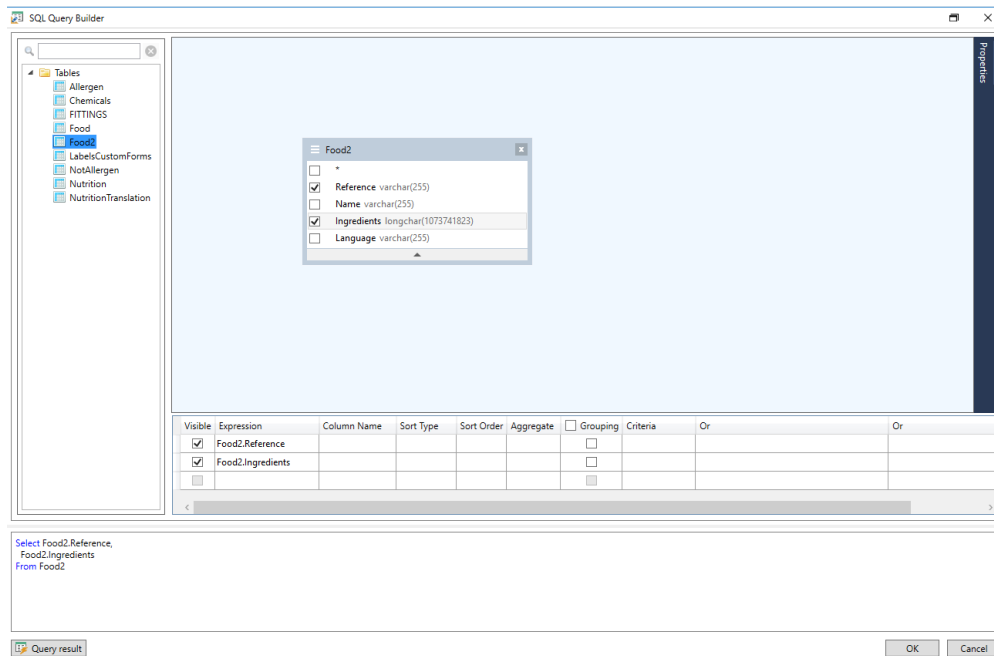 SQL Query Builder
Tables
Allergen
Chemicals
FITTINGS
Food
Food2
LabelsCustomForms
NotAllergen
Nutrition
NutritionTranslation
Properties
Food2
*
Reference varchar(255)
Name varchar(255)
Ingredients longchar(1073741823)
Language varchar(255)
Visible Expression Column Name Sort Type Sort Order Aggregate Grouping Criteria Or Or
Food2.Reference
Food2.Ingredients
Select Food2.Reference,
Food2.Ingredients
From Food2
Query result OK Cancel